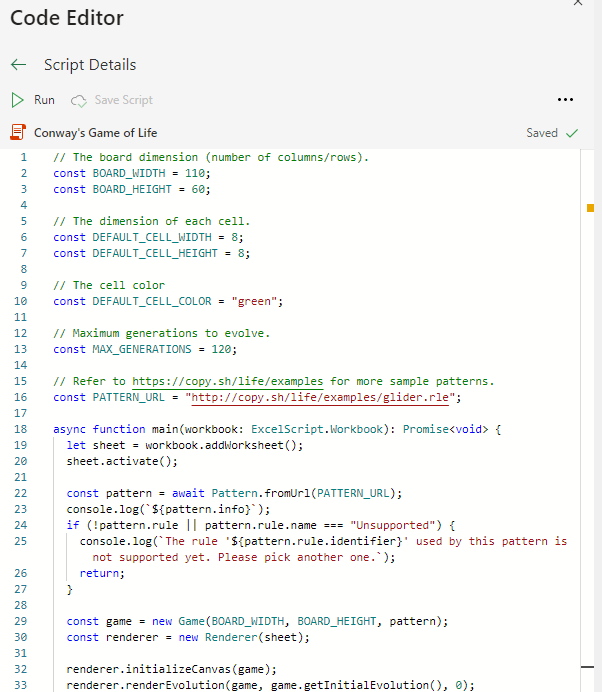 Code Editor
Script Details
Run Save Script ...
Conway's Game of Life Saved
1 // The board dimension (number of columns/rows).
2 const BOARD_WIDTH = 110;
3 const BOARD_HEIGHT = 60;
4
5 // The dimension of each cell.
6 const DEFAULT_CELL_WIDTH = 8;
7 const DEFAULT_CELL_HEIGHT = 8;
8
9 // The cell color
10 const DEFAULT_CELL_COLOR = "green";
11
12 // Maximum generations to evolve.
13 const MAX_GENERATIONS = 120;
14
15 // Refer to https://copy.sh/life/examples for more sample patterns.
16 const PATTERN_URL = "http://copy.sh/life/examples/glider.rle";
17
18 async function main(workbook: ExcelScript.Workbook): Promise<void> {
19 let sheet = workbook.addWorksheet();
20 sheet.activate();
21
22 const pattern = await Pattern.fromUrl(PATTERN_URL);
23 console.log(`${pattern.info}`);
24 if (!pattern.rule || pattern.rule.name === "Unsupported") {
25 console.log(`The rule '${pattern.rule.identifier}' used by this pattern is
not supported yet. Please pick another one.`);
26 return;
27 }
28
29 const game = new Game(BOARD_WIDTH, BOARD_HEIGHT, pattern);
30 const renderer = new Renderer(sheet);
31
32 renderer.initializeCanvas(game);
33 renderer.renderEvolution(game, game.getInitialEvolution(), 0);